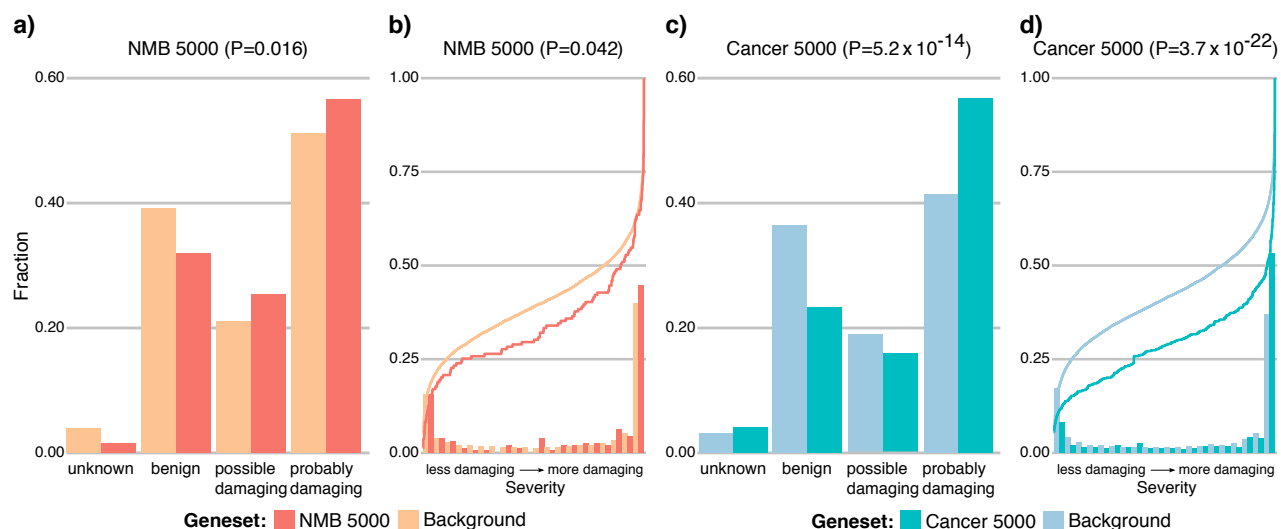 a)
NMB 5000 (P=0.016)
b)
NMB 5000 (P=0.042)
c)
Cancer 5000 (P=5.2 x 10-14)
d)
Cancer 5000 (P=3.7 x 10-22)
Fraction
0.60
0.40
0.20
0.00
unknown
benign
possible
damaging
probably
damaging
1.00
0.75
0.50
0.25
0.00
less damaging → more damaging
Severity
0.60
0.40
0.20
0.00
unknown
benign
possible
damaging
probably
damaging
1.00
0.75
0.50
0.25
0.00
less damaging → more damaging
Severity
Geneset: NMB 5000 Background
Geneset: Cancer 5000 Background